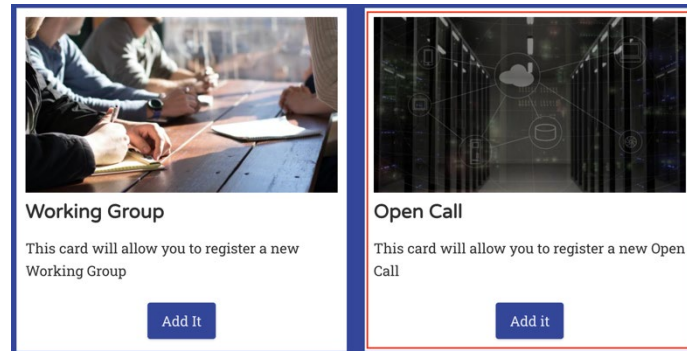 Working Group
This card will allow you to register a new
Working Group
Add It
Open Call
This card will allow you to register a new Open
Call
Add it